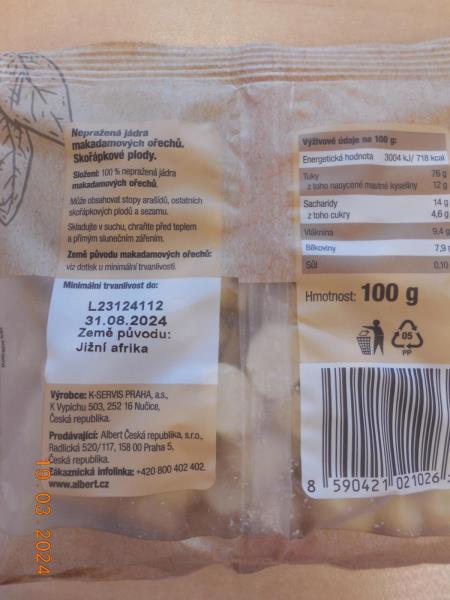 Nepražená jádra
makadamových ořechů.
Skořápkové plody.
Složení: 100 % nepražená jádra
makadamových ořechů.
Může obsahovat stopy arašídů, ostatních
skořápkových plodů a sezamu.
Skladujte v suchu, chraňte před teplem
a přímým slunečním zářením.
Země původu makadamových ořechů:
viz dotisk u minimální trvanlivosti.
Minimální trvanlivost do:
L23124112
31.08.2024
Země původu:
Jižní afrika
Výrobce: K-SERVIS PRAHA, a.s.,
K Vypichu 503, 252 16 Nučice,
Česká republika.
Prodávající: Albert Česká republika, s.r.o.,
Radlická 520/117, 158 00 Praha 5,
Česká republika.
Zákaznická infolinka: +420 800 402 402.
www.albert.cz
Výživové údaje na 100 g:
Energetická hodnota 3004 kJ/ 718 kcal
Tuky 76 g
z toho nasycené mastné kyseliny 12 g
Sacharidy 14 g
z toho cukry 4,6 g
Vláknina 9,4 g
Bílkoviny 7,9 g
Sůl 0,10
Hmotnost: 100 g
05
PP
8 590421 021026
19.03.2024